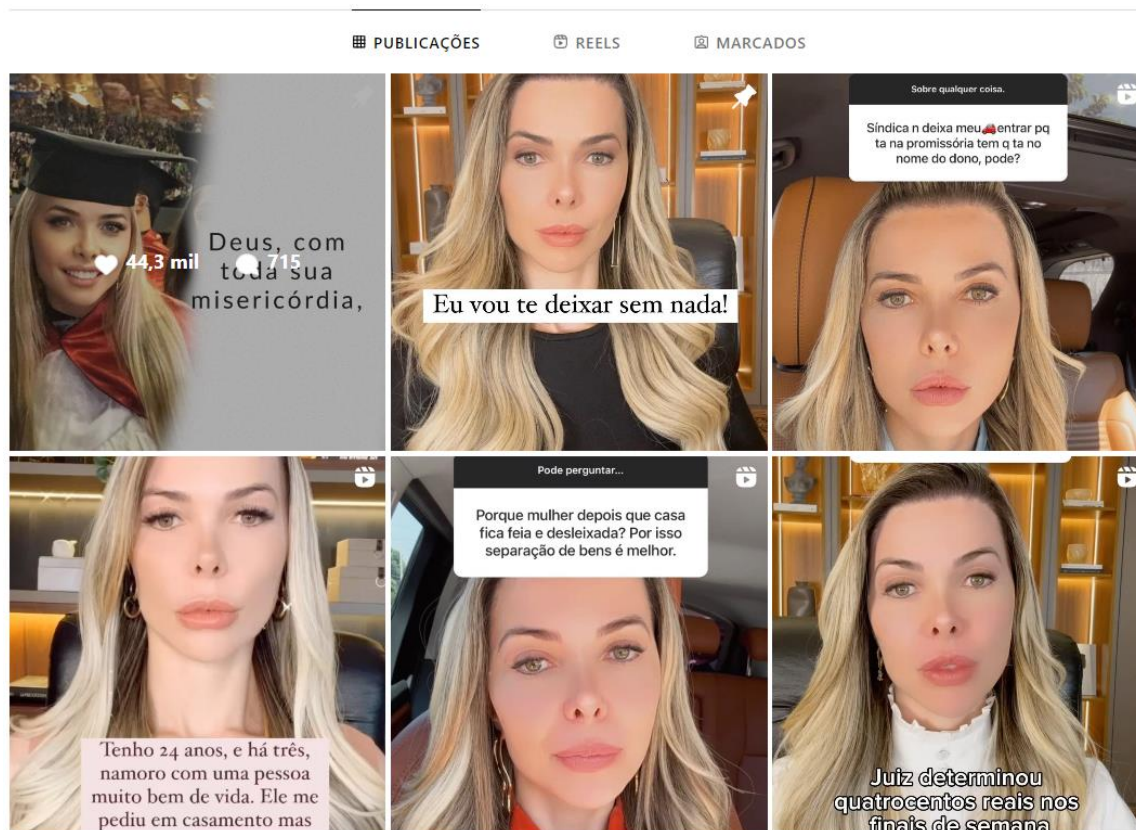 PUBLICAÇÕES
REELS
MARCADOS
Deus, com
toda sua
misericórdia,
44,3 mil
715
Eu vou te deixar sem nada!
Sobre qualquer coisa.
Síndica n deixa meu🚗entrar pq
ta na promissória tem q ta no
nome do dono, pode?
Tenho 24 anos, e há três,
namoro com uma pessoa
muito bem de vida. Ele me
pediu em casamento mas
Pode perguntar...
Porque mulher depois que casa
fica feia e desleixada? Por isso
separação de bens é melhor.
Juiz determinou
quatrocentos reais nos
finais de semana